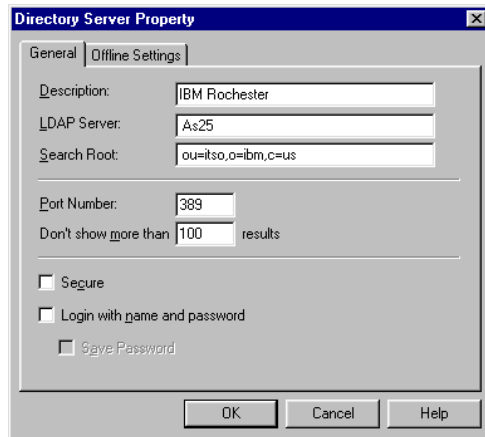 Directory Server Property
General Offline Settings
Description: IBM Rochester
LDAP Server: As25
Search Root: ou=itso,o=ibm,c=us
Port Number: 389
Don't show more than 100 results
Secure
Login with name and password
Save Password
OK Cancel Help